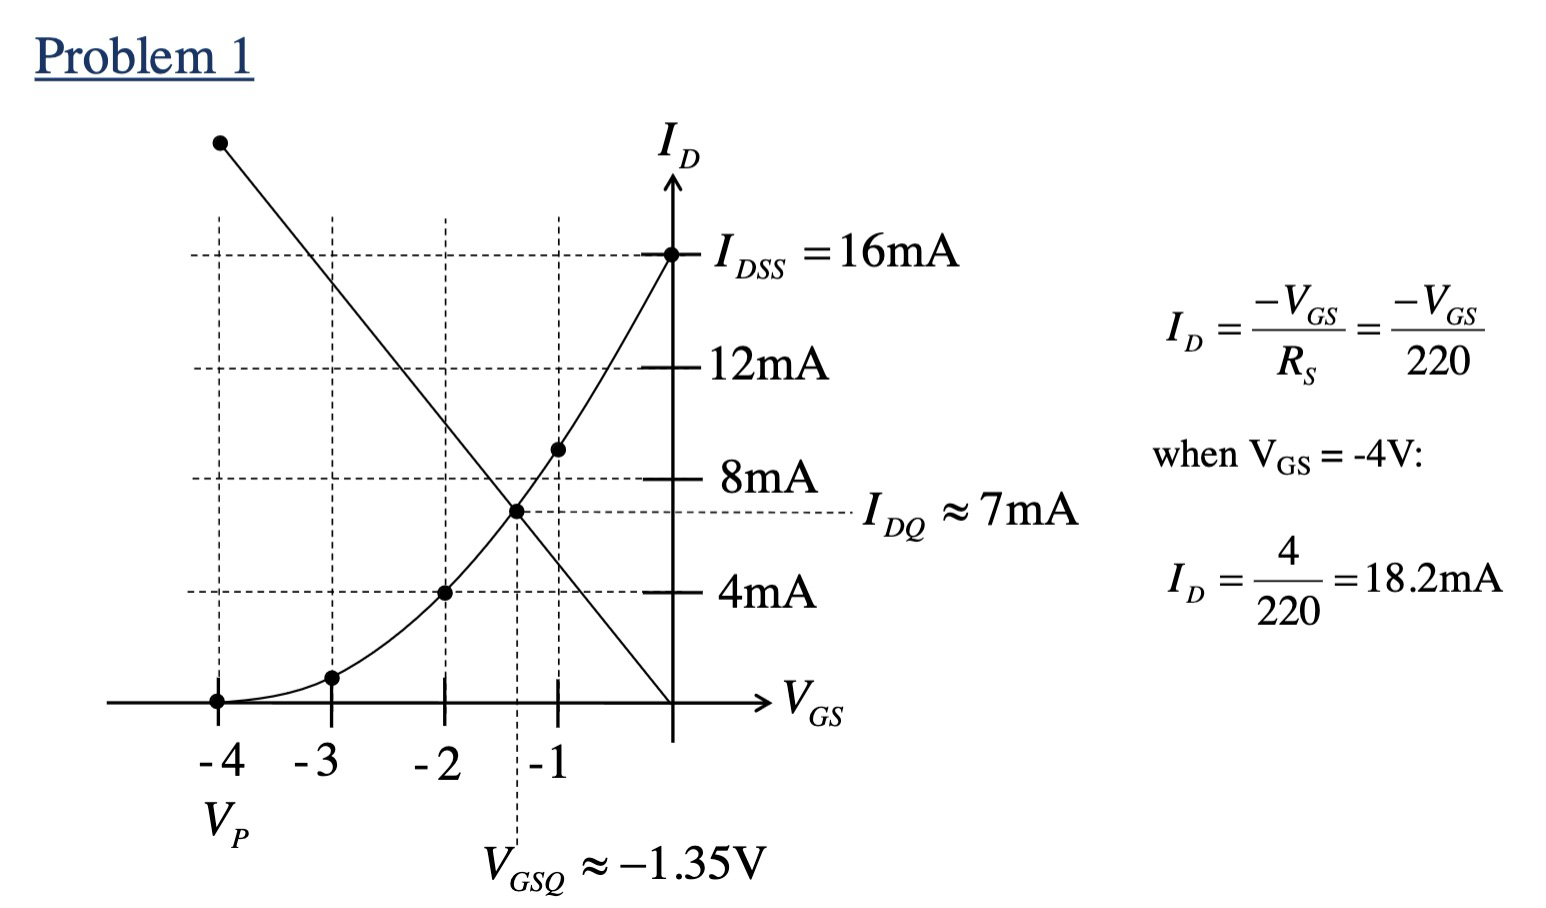 Problem 1
I_D
I_DSS = 16mA
12mA
8mA
I_DQ ≈ 7mA
4mA
V_GS
-4 -3 -2 -1
V_P
V_GSQ ≈ −1.35V
I_D = −V_GS / R_S = −V_GS / 220
when V_GS = -4V:
I_D = 4 / 220 = 18.2mA